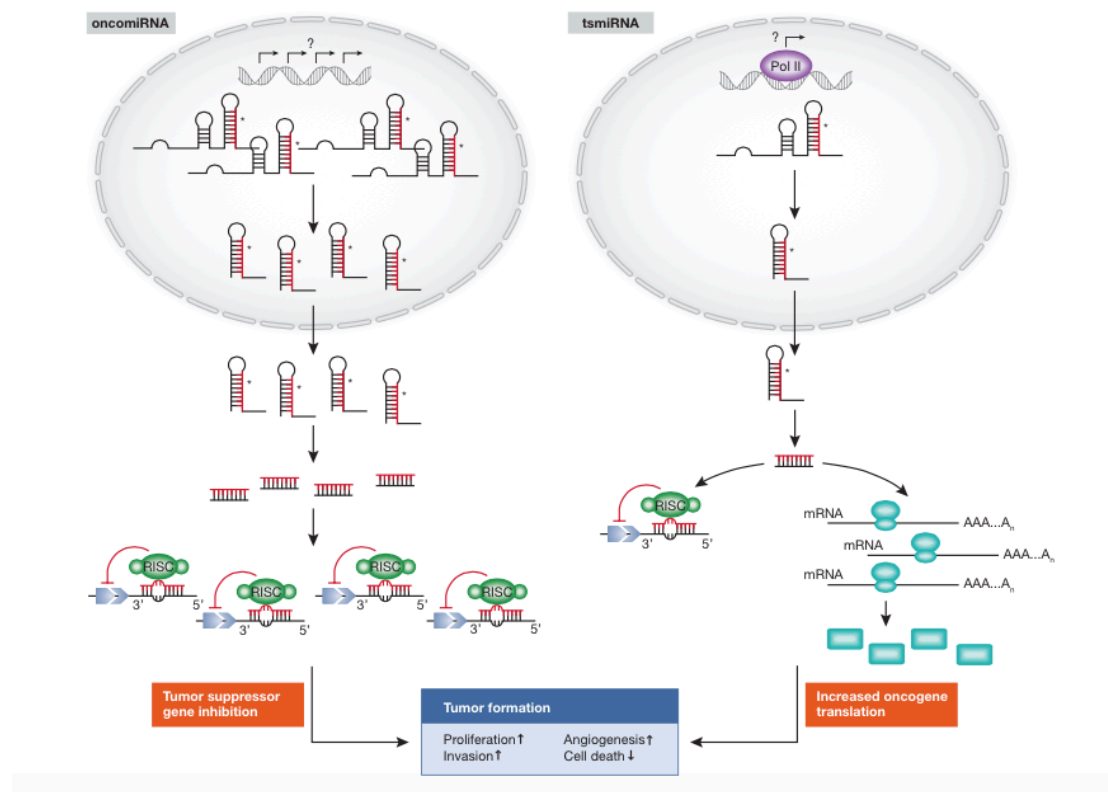 oncomiRNA
?
*
*
*
*
*
*
*
*
*
*
*
*
RISC
3'
5'
RISC
3'
5'
RISC
3'
5'
RISC
3'
5'
Tumor suppressor
gene inhibition
tsmiRNA
?
Pol II
*
*
*
RISC
3'
5'
mRNA
AAA...Aₙ
mRNA
AAA...Aₙ
mRNA
AAA...Aₙ
Increased oncogene
translation
Tumor formation
Proliferation↑ Angiogenesis↑
Invasion↑ Cell death↓